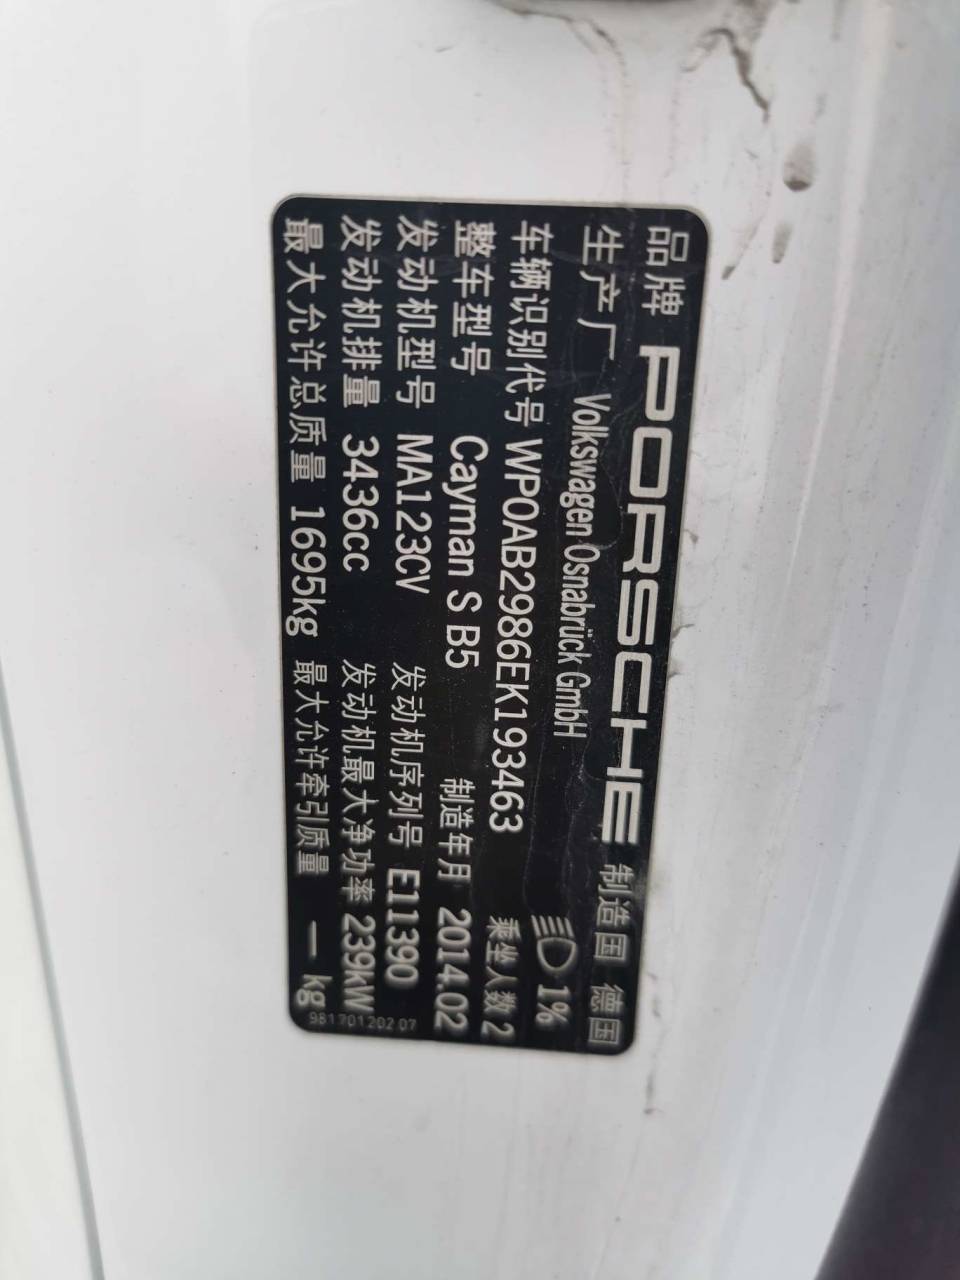 品牌 PORSCHE 制造国 德国
生产厂 Volkswagen Osnabrück GmbH 1%
车辆识别代号 WP0AB2986EK193463 乘坐人数 2
整车型号 Cayman S B5 制造年月 2014.02
发动机型号 MA123CV 发动机序列号 E11390
发动机排量 3436cc 发动机最大净功率 239kW
最大允许总质量 1695kg 最大允许牵引质量 — kg
981 701 202 07